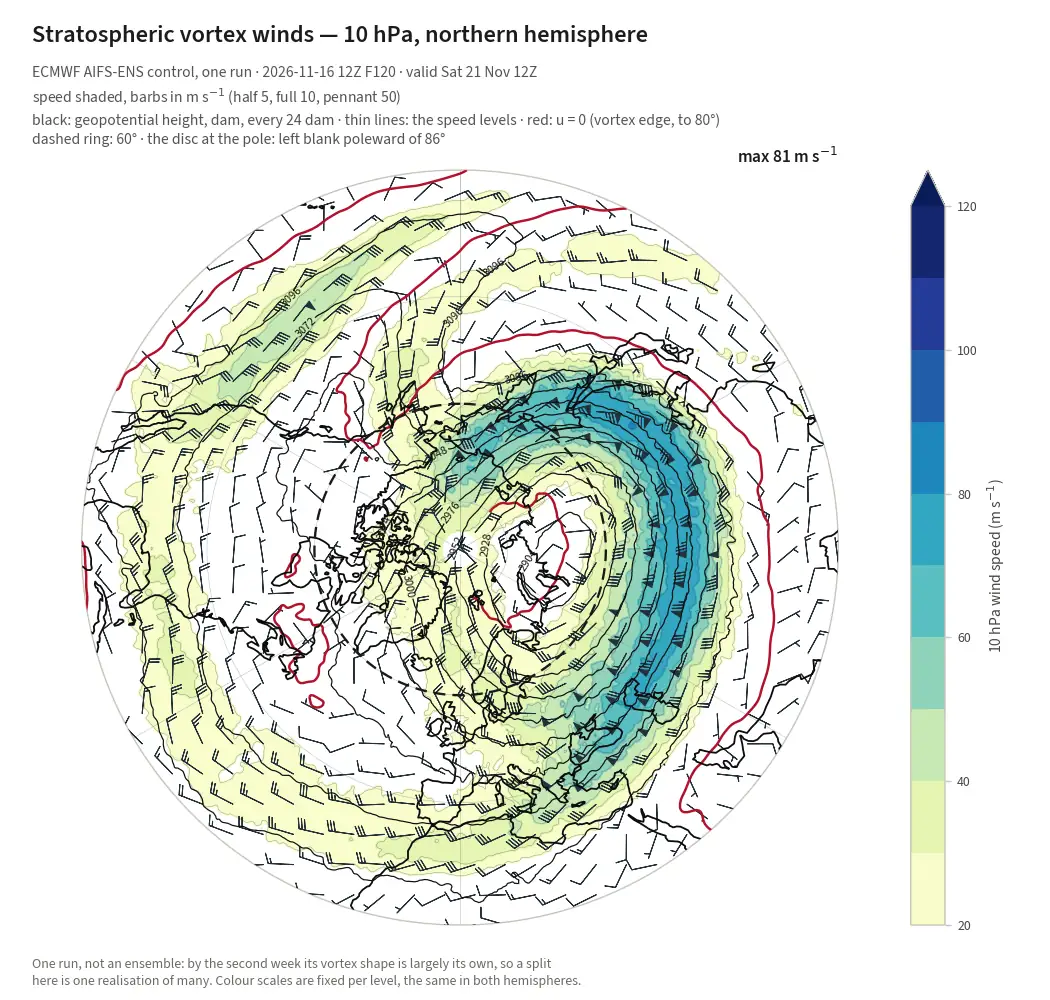 Stratospheric vortex winds — 10 hPa, northern hemisphere
ECMWF AIFS-ENS control, one run · 2026-11-16 12Z F120 · valid Sat 21 Nov 12Z
speed shaded, barbs in m s⁻¹ (half 5, full 10, pennant 50)
black: geopotential height, dam, every 24 dam · thin lines: the speed levels · red: u = 0 (vortex edge, to 80°)
dashed ring: 60° · the disc at the pole: left blank poleward of 86°
max 81 m s⁻¹
120
100
80
60
40
20
10 hPa wind speed (m s⁻¹)
3096
3096
3072
2916
2928
3000
One run, not an ensemble: by the second week its vortex shape is largely its own, so a split
here is one realisation of many. Colour scales are fixed per level, the same in both hemispheres.